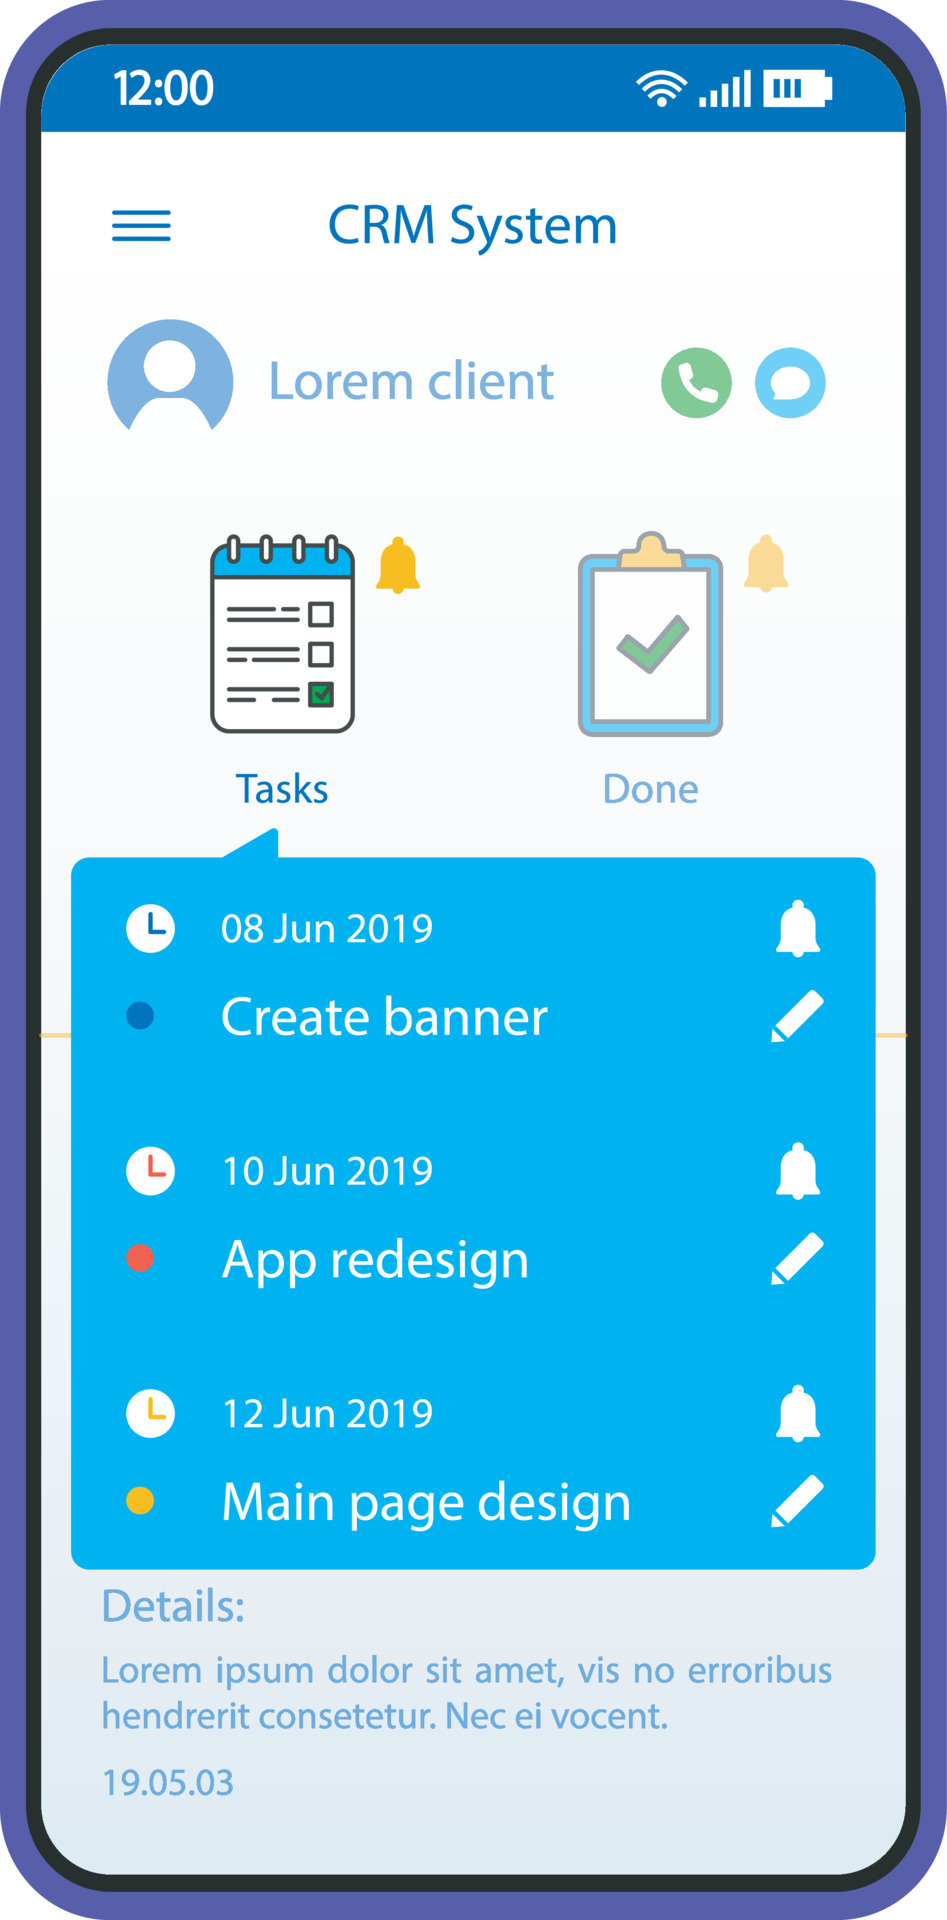 12:00
CRM System
Lorem client
Tasks
Done
08 Jun 2019
Create banner
10 Jun 2019
App redesign
12 Jun 2019
Main page design
Details:
Lorem ipsum dolor sit amet, vis no erroribus
hendrerit consetetur. Nec ei vocent.
19.05.03